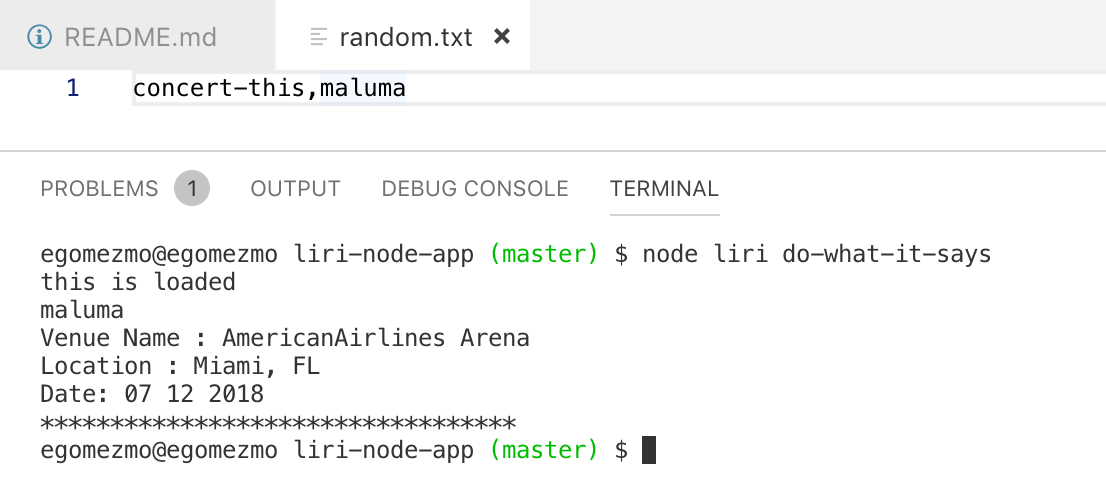 README.md random.txt ×
1 concert-this,maluma
PROBLEMS 1 OUTPUT DEBUG CONSOLE TERMINAL
egomezmo@egomezmo liri-node-app (master) $ node liri do-what-it-says
this is loaded
maluma
Venue Name : AmericanAirlines Arena
Location : Miami, FL
Date: 07 12 2018
**********************************
egomezmo@egomezmo liri-node-app (master) $